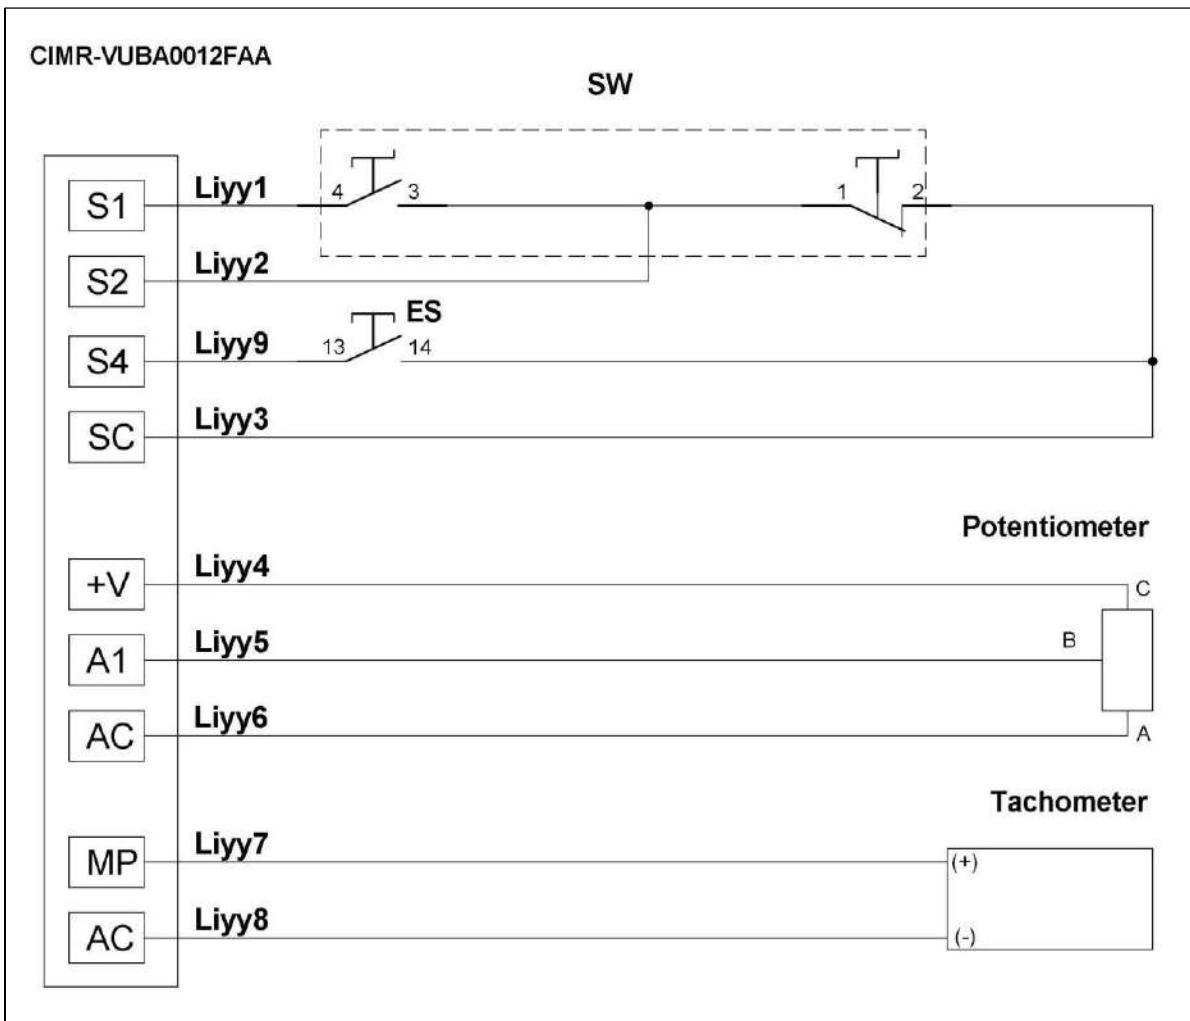 CIMR-VUBA0012FAA
SW
S1 Liyy1 4 3 1 2
S2 Liyy2
ES
S4 Liyy9 13 14
SC Liyy3
Potentiometer
+V Liyy4 C
A1 Liyy5 B
AC Liyy6 A
Tachometer
MP Liyy7 (+)
AC Liyy8 (-)